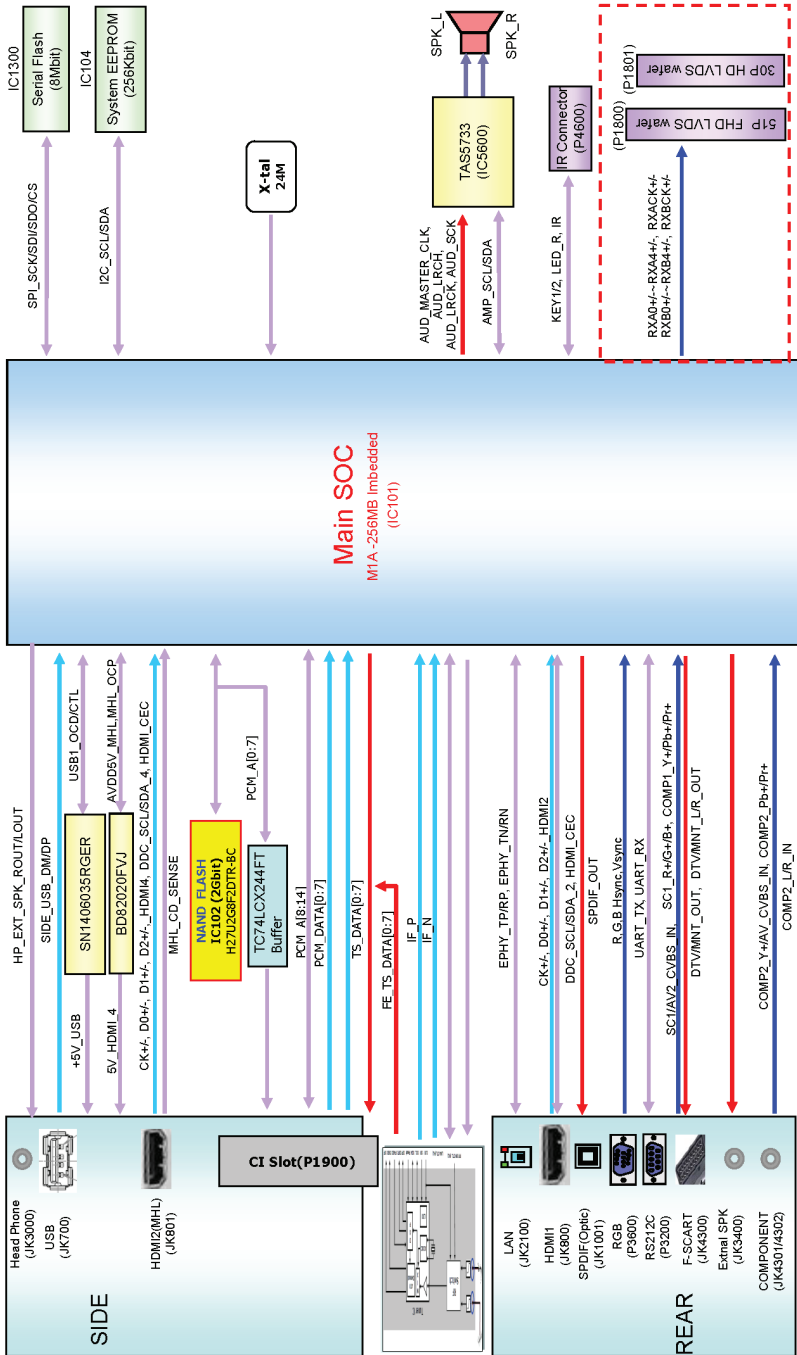 IC1300
Serial Flash
(8Mbit)
IC104
System EEPROM
(256Kbit)
SPI_SCK/SDI/SDO/CS
I2C_SCL/SDA
X-tal
24M
SPK_L
SPK_R
TAS5733
(IC5600)
AUD_MASTER_CLK,
AUD_LRCH,
AUD_LRCK, AUD_SCK
AMP_SCL/SDA
IR Connector
(P4600)
KEY1/2, LED_R, IR
30P HD LVDS wafer
(P1801)
51P FHD LVDS wafer
(P1800)
RXA0+/-~RXA4+/-, RXACK+/-
RXB0+/-~RXB4+/-, RXBCK+/-
Main SOC
M1A -256MB Imbedded
(IC101)
HP_EXT_SPK_ROUT/LOUT
SIDE_USB_DM/DP
USB1_OCD/CTL
SN1406035RGER
+5V_USB
AVDD5V_MHL,MHL_OCP
BD82020FVJ
5V_HDMI_4
CK+/-, D0+/-, D1+/-, D2+/-_HDMI4, DDC_SCL/SDA_4, HDMI_CEC
MHL_CD_SENSE
NAND FLASH
IC102 (2Gbit)
H27U2G8F2DTR-BC
PCM_A[0:7]
TC74LCX244FT
Buffer
PCM_A[8:14]
PCM_DATA[0:7]
TS_DATA[0:7]
FE_TS_DATA[0:7]
IF_P
IF_N
EPHY_TP/RP, EPHY_TN/RN
CK+/-, D0+/-, D1+/-, D2+/-_HDMI2
DDC_SCL/SDA_2, HDMI_CEC
SPDIF_OUT
R,G,B Hsync,Vsync
UART_TX, UART_RX
SC1/AV2_CVBS_IN, SC1_R+/G+/B+, COMP1_Y+/Pb+/Pr+
DTV/MNT_OUT, DTV/MNT_L/R_OUT
COMP2_Y+/AV_CVBS_IN, COMP2_Pb+/Pr+
COMP2_L/R_IN
Head Phone
(JK3000)
USB
(JK700)
HDMI2(MHL)
(JK801)
SIDE
CI Slot(P1900)
LAN
(JK2100)
HDMI1
(JK800)
SPDIF(Optic)
(JK1001)
RGB
(P3600)
RS212C
(P3200)
F-SCART
(JK4300)
Extnal SPK
(JK3400)
COMPONENT
(JK4301/4302)
REAR